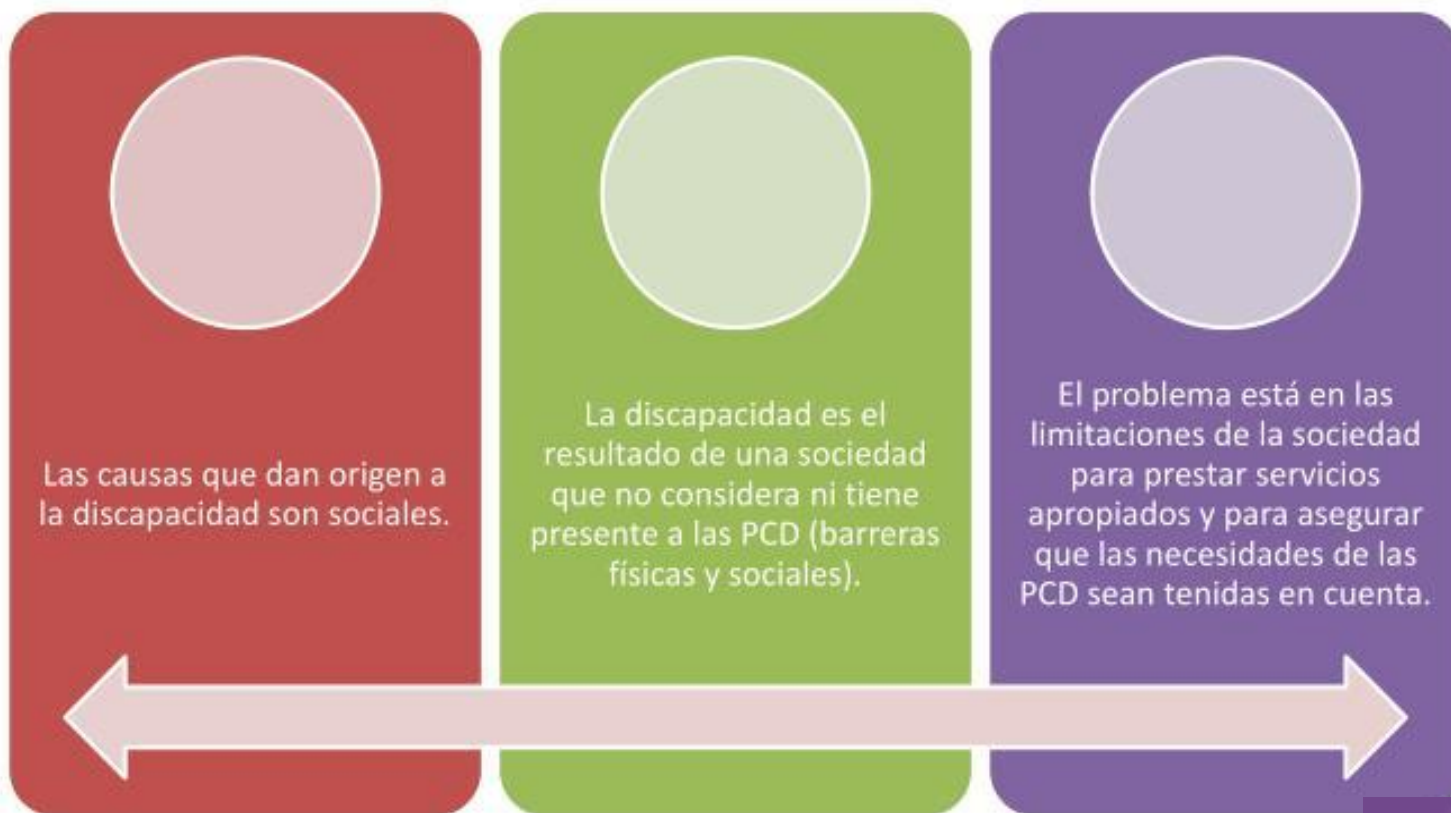 Las causas que dan origen a
la discapacidad son sociales.
La discapacidad es el
resultado de una sociedad
que no considera ni tiene
presente a las PCD (barreras
físicas y sociales).
El problema está en las
limitaciones de la sociedad
para prestar servicios
apropiados y para asegurar
que las necesidades de las
PCD sean tenidas en cuenta.